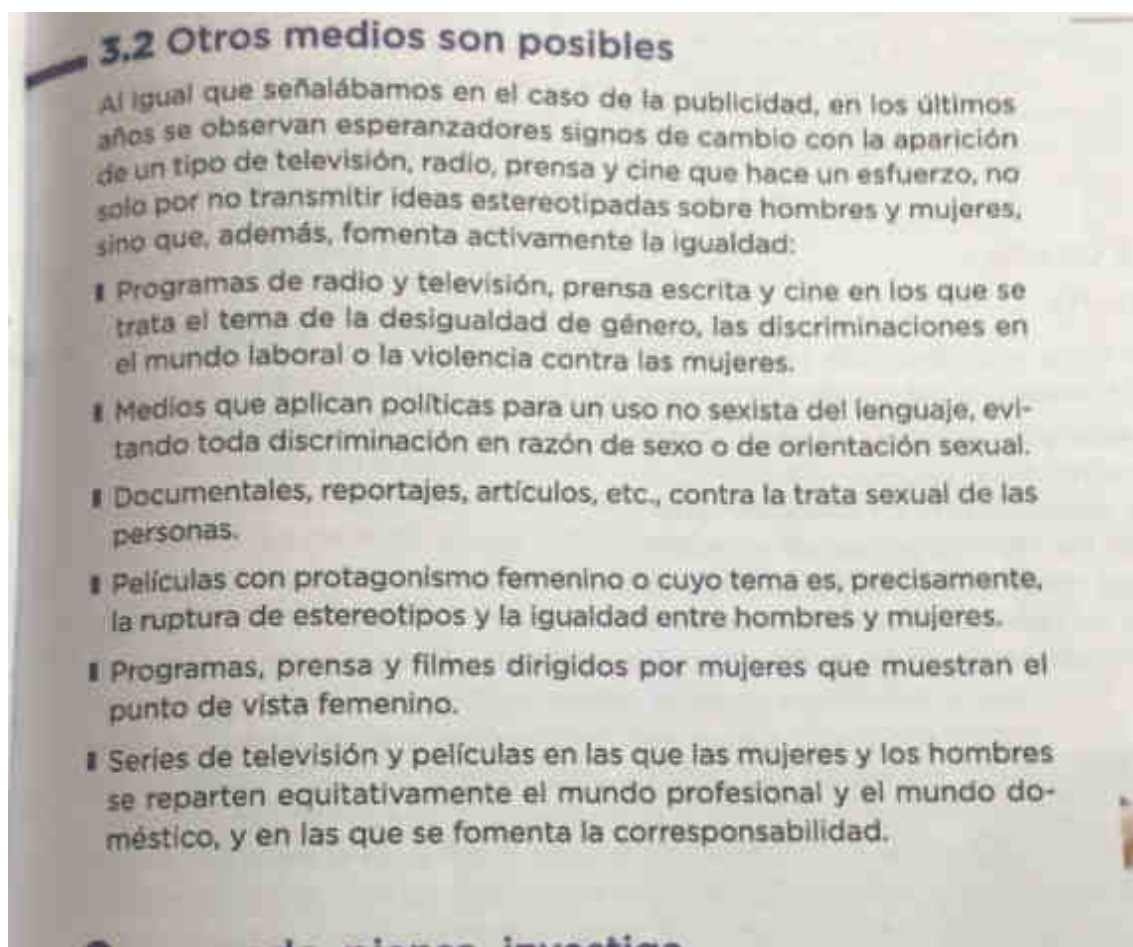 3.2 Otros medios son posibles
Al igual que señalábamos en el caso de la publicidad, en los últimos
años se observan esperanzadores signos de cambio con la aparición
de un tipo de televisión, radio, prensa y cine que hace un esfuerzo, no
solo por no transmitir ideas estereotipadas sobre hombres y mujeres,
sino que, además, fomenta activamente la igualdad:
Programas de radio y televisión, prensa escrita y cine en los que se
trata el tema de la desigualdad de género, las discriminaciones en
el mundo laboral o la violencia contra las mujeres.
Medios que aplican políticas para un uso no sexista del lenguaje, evi-
tando toda discriminación en razón de sexo o de orientación sexual.
Documentales, reportajes, artículos, etc., contra la trata sexual de las
personas.
Películas con protagonismo femenino o cuyo tema es, precisamente,
la ruptura de estereotipos y la igualdad entre hombres y mujeres.
Programas, prensa y filmes dirigidos por mujeres que muestran el
punto de vista femenino.
Series de televisión y películas en las que las mujeres y los hombres
se reparten equitativamente el mundo profesional y el mundo do-
méstico, y en las que se fomenta la corresponsabilidad.